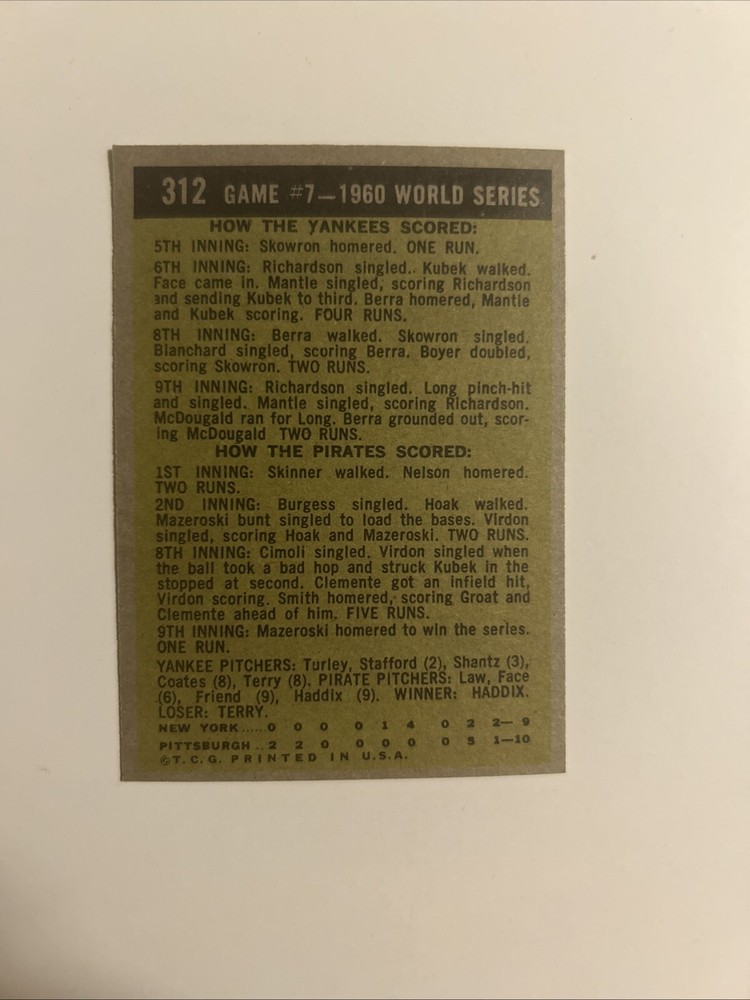 312 GAME #7—1960 WORLD SERIES
HOW THE YANKEES SCORED:
5TH INNING: Skowron homered. ONE RUN.
6TH INNING: Richardson singled.. Kubek walked.
Face came in. Mantle singled, scoring Richardson
and sending Kubek to third. Berra homered, Mantle
and Kubek scoring. FOUR RUNS.
8TH INNING: Berra walked. Skowron singled.
Blanchard singled, scoring Berra. Boyer doubled,
scoring Skowron. TWO RUNS.
9TH INNING: Richardson singled. Long pinch-hit
and singled. Mantle singled, scoring Richardson.
McDougald ran for Long. Berra grounded out, scor-
ing McDougald TWO RUNS.
HOW THE PIRATES SCORED:
1ST INNING: Skinner walked. Nelson homered.
TWO RUNS.
2ND INNING: Burgess singled. Hoak walked.
Mazeroski bunt singled to load the bases. Virdon
singled, scoring Hoak and Mazeroski. TWO RUNS.
8TH INNING: Cimoli singled. Virdon singled when
the ball took a bad hop and struck Kubek in the
stopped at second. Clemente got an infield hit,
Virdon scoring. Smith homered, scoring Groat and
Clemente ahead of him. FIVE RUNS.
9TH INNING: Mazeroski homered to win the series.
ONE RUN.
YANKEE PITCHERS: Turley, Stafford (2), Shantz (3),
Coates (8), Terry (8). PIRATE PITCHERS: Law, Face
(6), Friend (9), Haddix (9). WINNER: HADDIX.
LOSER: TERRY.
NEW YORK.....0 0 0 0 1 4 0 2 2— 9
PITTSBURGH ..2 2 0 0 0 0 0 5 1—10
©T.C.G. PRINTED IN U.S.A.